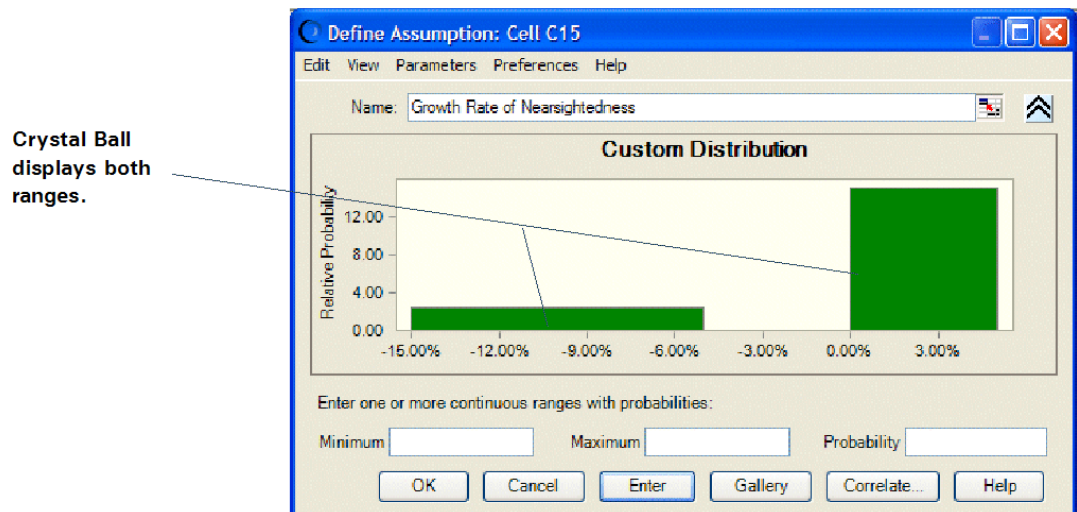 Define Assumption: Cell C15
Edit View Parameters Preferences Help
Name: Growth Rate of Nearsightedness
Crystal Ball
displays both
ranges.
Custom Distribution
Relative Probability
12.00
8.00
4.00
0.00
-15.00% -12.00% -9.00% -6.00% -3.00% 0.00% 3.00%
Enter one or more continuous ranges with probabilities:
Minimum Maximum Probability
OK Cancel Enter Gallery Correlate... Help